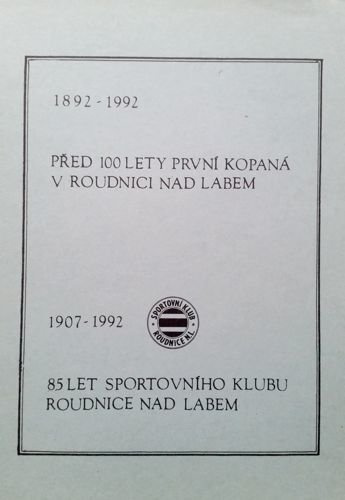 1892-1992
PŘED 100 LETY PRVNÍ KOPANÁ
V ROUDNICI NAD LABEM
1907-1992
SPORTOVNÍ KLUB
ROUDNICE N.L.
85 LET SPORTOVNÍHO KLUBU
ROUDNICE NAD LABEM